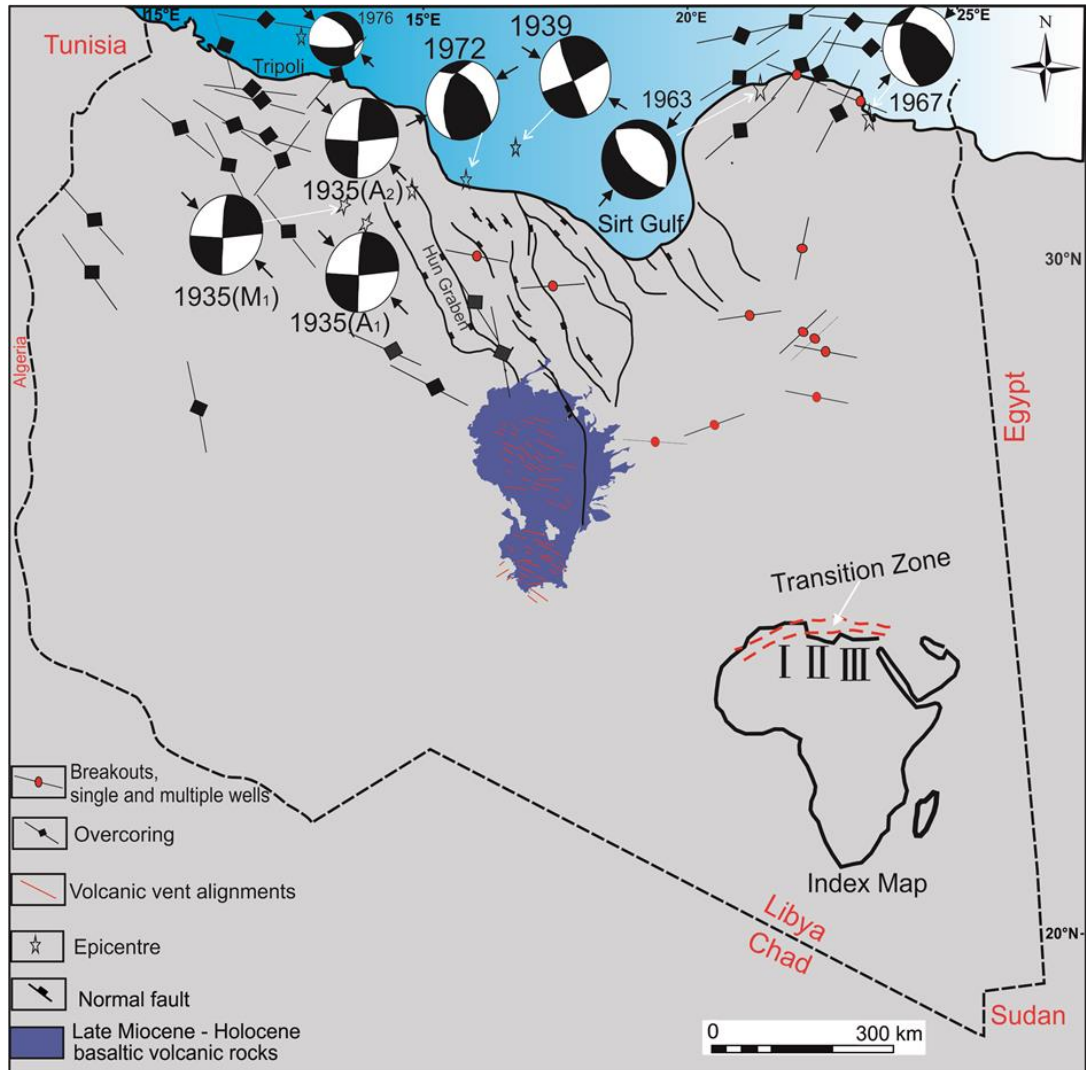 15°E
15°E
20°E
25°E
N
Tunisia
1976
Tripoli
1972
1939
1963
1967
1935(A₂)
Sirt Gulf
1935(M₁)
1935(A₁)
Hun Graben
30°N
Algeria
Egypt
Transition Zone
I II III
Index Map
20°N
Libya
Chad
Sudan
0 300 km
Breakouts,
single and multiple wells
Overcoring
Volcanic vent alignments
Epicentre
Normal fault
Late Miocene - Holocene
basaltic volcanic rocks